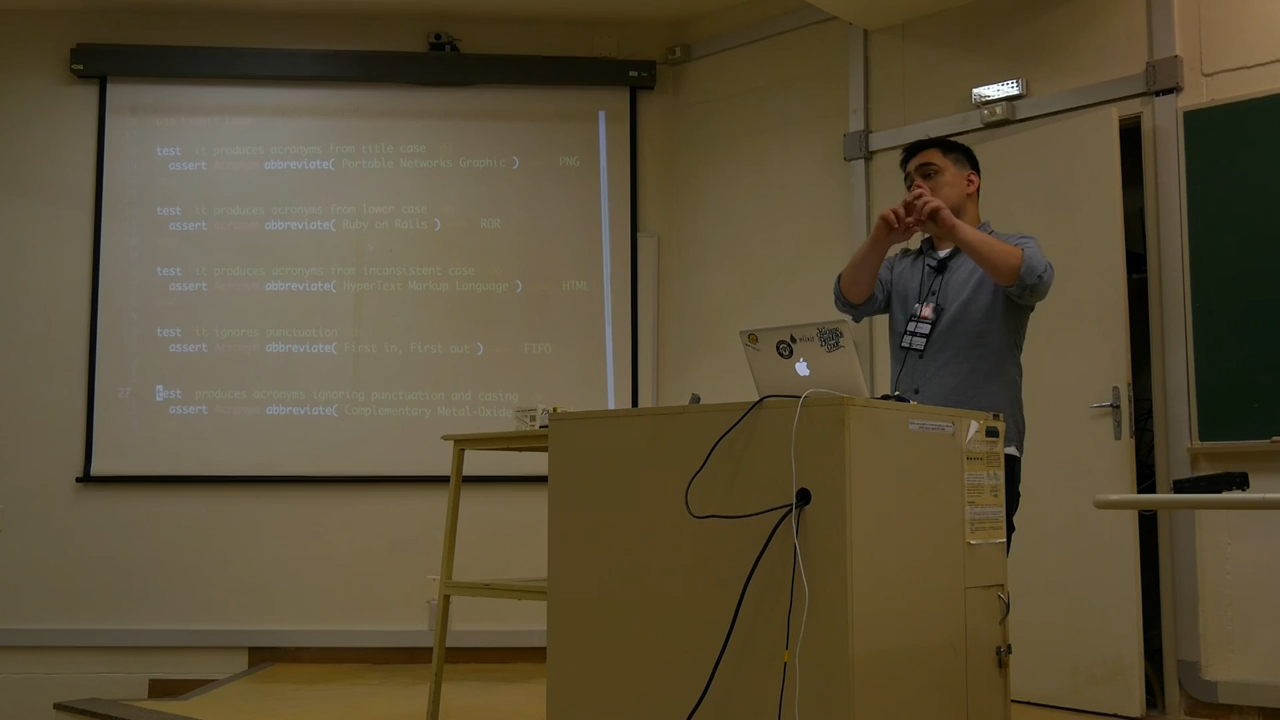 test it produces acronyms from title case
assert abbreviate( Portable Networks Graphic ) PNG
test it produces acronyms from lower case
assert abbreviate( Ruby on Rails ) ROR
test it produces acronyms from inconsistent case
assert abbreviate( HyperText Markup Language ) HTML
test it ignores punctuation
assert abbreviate( First in, First out ) FIFO
27 test produces acronyms ignoring punctuation and casing
assert abbreviate( Complementary Metal-Oxide